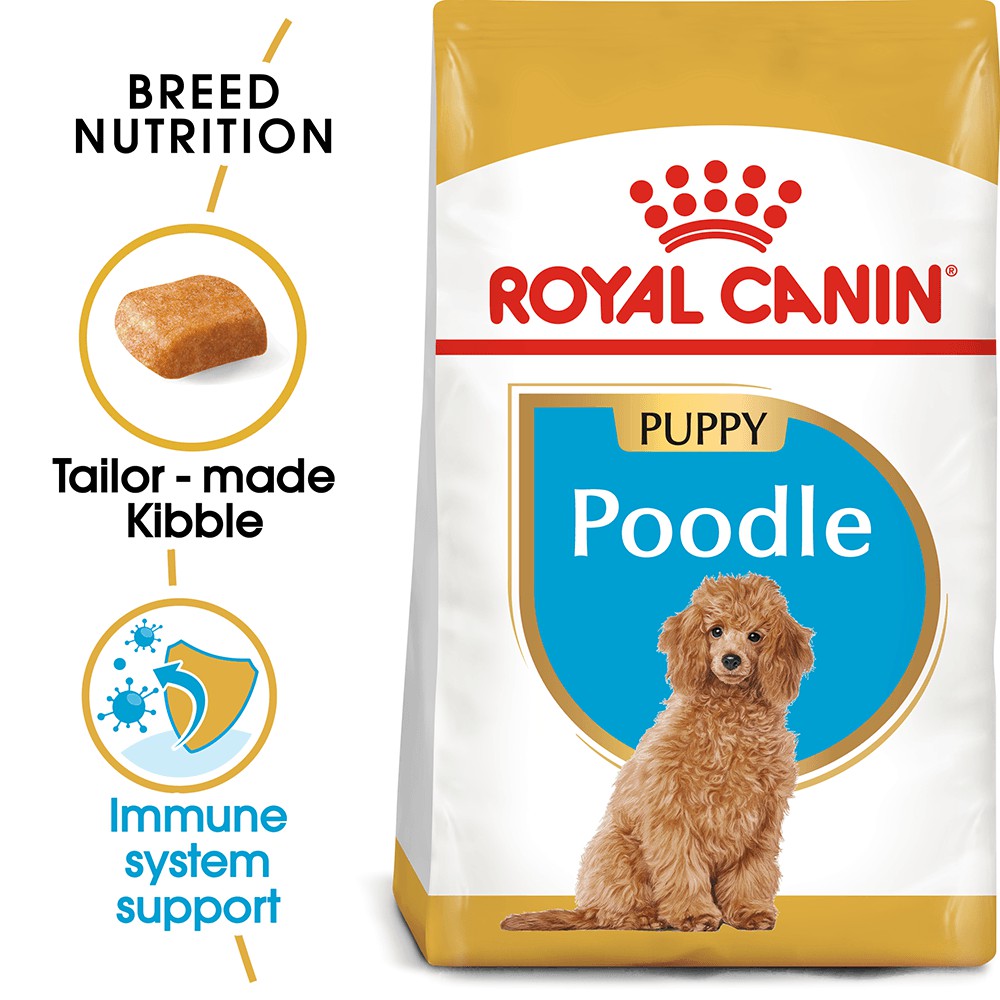 BREED
NUTRITION
Tailor - made
Kibble
Immune
system
support
ROYAL CANIN®
PUPPY
Poodle